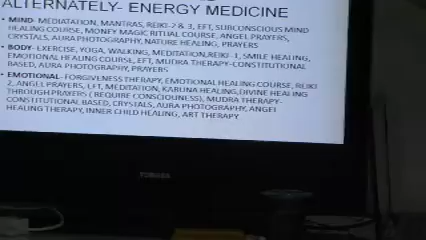 ALTERNATELY- ENERGY MEDICINE
• MIND- MEDITATION, MANTRAS, REIKI-2 & 3, EFT, SUBCONSCIOUS MIND
HEALING COURSE, MONEY MAGIC RITUAL COURSE, ANGEL PRAYERS,
CRYSTALS, AURA PHOTOGRAPHY, NATURE HEALING, PRAYERS
• BODY- EXERCISE, YOGA, WALKING, MEDITATION, REIKI- 1, SMILE HEALING,
EMOTIONAL HEALING COURSE, EFT, MUDRA THERAPY-CONSTITUTIONAL
BASED, AURA PHOTOGRAPHY, PRAYERS
• EMOTIONAL- FORGIVENESS THERAPY, EMOTIONAL HEALING COURSE, REIKI
2, ANGEL PRAYERS, EFT, MEDITATION, KARUNA HEALING, DIVINE HEALING
THROUGH PRAYERS ( REQUIRE CONSCIOUSNESS), MUDRA THERAPY-
CONSTITUTIONAL BASED, CRYSTALS, AURA PHOTOGRAPHY, ANGEL
HEALING THERAPY, INNER CHILD HEALING, ART THERAPY
TOSHIBA